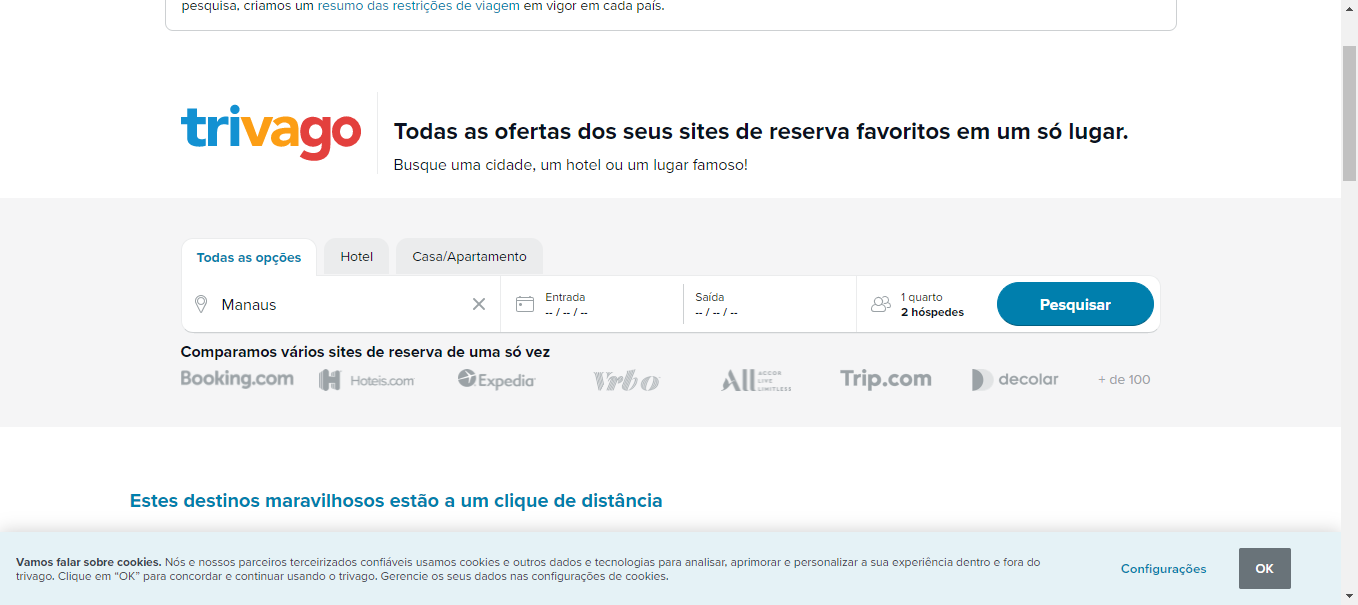 pesquisa, criamos um resumo das restrições de viagem em vigor em cada país.
trivago
Todas as ofertas dos seus sites de reserva favoritos em um só lugar.
Busque uma cidade, um hotel ou um lugar famoso!
Todas as opções
Hotel
Casa/Apartamento
Manaus
Entrada
-- / -- / --
Saída
-- / -- / --
1 quarto
2 hóspedes
Pesquisar
Comparamos vários sites de reserva de uma só vez
Booking.com
Hoteis.com
Expedia
Vrbo
ALL ACCOR
LIVE
LIMITLESS
Trip.com
decolar
+ de 100
Estes destinos maravilhosos estão a um clique de distância
Vamos falar sobre cookies. Nós e nossos parceiros terceirizados confiáveis usamos cookies e outros dados e tecnologias para analisar, aprimorar e personalizar a sua experiência dentro e fora do
trivago. Clique em “OK” para concordar e continuar usando o trivago. Gerencie os seus dados nas configurações de cookies.
Configurações
OK